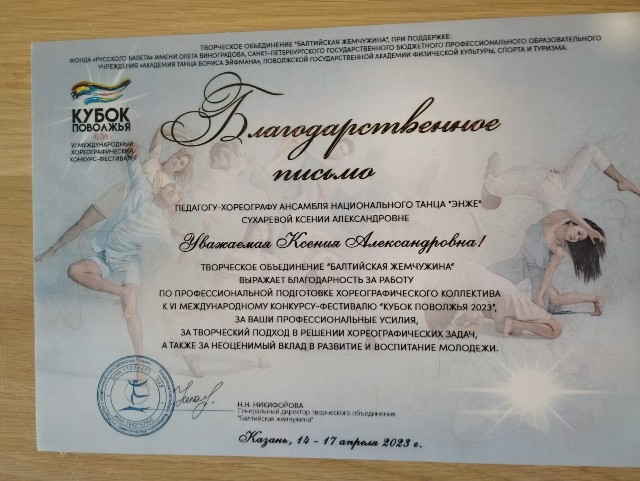 ТВОРЧЕСКОЕ ОБЪЕДИНЕНИЕ "БАЛТИЙСКАЯ ЖЕМЧУЖИНА", ПРИ ПОДДЕРЖКЕ:
ФОНДА «РУССКОГО БАЛЕТА» ИМЕНИ ОЛЕГА ВИНОГРАДОВА, САНКТ-ПЕТЕРБУРГСКОГО ГОСУДАРСТВЕННОГО БЮДЖЕТНОГО ПРОФЕССИОНАЛЬНОГО ОБРАЗОВАТЕЛЬНОГО
УЧРЕЖДЕНИЯ «АКАДЕМИЯ ТАНЦА БОРИСА ЭЙФМАНА», ПОВОЛЖСКОЙ ГОСУДАРСТВЕННОЙ АКАДЕМИИ ФИЗИЧЕСКОЙ КУЛЬТУРЫ, СПОРТА И ТУРИЗМА.
КУБОК
ПОВОЛЖЬЯ
VI МЕЖДУНАРОДНЫЙ
ХОРЕОГРАФИЧЕСКИЙ
КОНКУРС-ФЕСТИВАЛЬ
Благодарственное
письмо
ПЕДАГОГУ-ХОРЕОГРАФУ АНСАМБЛЯ НАЦИОНАЛЬНОГО ТАНЦА "ЭНЖЕ"
СУХАРЕВОЙ КСЕНИИ АЛЕКСАНДРОВНЕ
Уважаемая Ксения Александровна!
ТВОРЧЕСКОЕ ОБЪЕДИНЕНИЕ "БАЛТИЙСКАЯ ЖЕМЧУЖИНА"
ВЫРАЖАЕТ БЛАГОДАРНОСТЬ ЗА РАБОТУ
ПО ПРОФЕССИОНАЛЬНОЙ ПОДГОТОВКЕ ХОРЕОГРАФИЧЕСКОГО КОЛЛЕКТИВА
К VI МЕЖДУНАРОДНОМУ КОНКУРСУ-ФЕСТИВАЛЮ "КУБОК ПОВОЛЖЬЯ 2023",
ЗА ВАШИ ПРОФЕССИОНАЛЬНЫЕ УСИЛИЯ,
ЗА ТВОРЧЕСКИЙ ПОДХОД В РЕШЕНИИ ХОРЕОГРАФИЧЕСКИХ ЗАДАЧ,
А ТАКЖЕ ЗА НЕОЦЕНИМЫЙ ВКЛАД В РАЗВИТИЕ И ВОСПИТАНИЕ МОЛОДЕЖИ.
Н.Н. НИКИФОРОВА
Генеральный директор творческого объединения
"Балтийская жемчужина"
Казань, 14 - 17 апреля 2023 г.